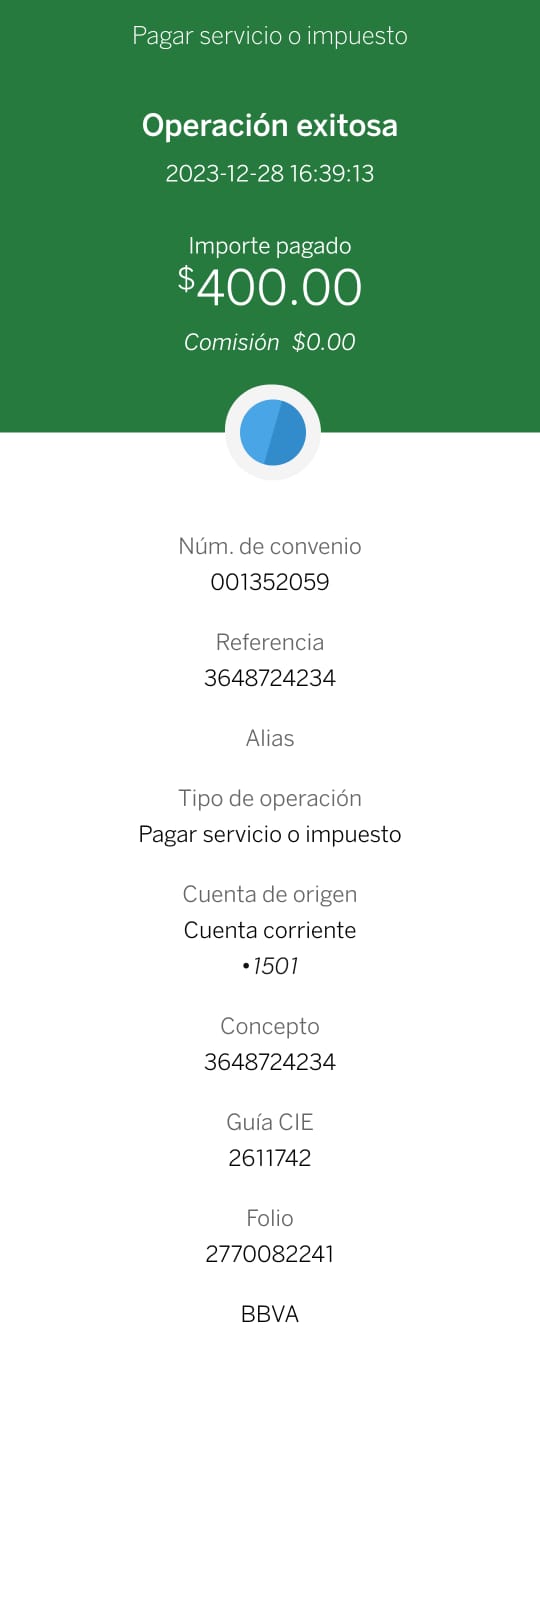 Pagar servicio o impuesto
Operación exitosa
2023-12-28 16:39:13
Importe pagado
$400.00
Comisión $0.00
Núm. de convenio
001352059
Referencia
3648724234
Alias
Tipo de operación
Pagar servicio o impuesto
Cuenta de origen
Cuenta corriente
•1501
Concepto
3648724234
Guía CIE
2611742
Folio
2770082241
BBVA